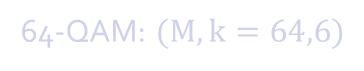 64-QAM: (M, k = 64,6)